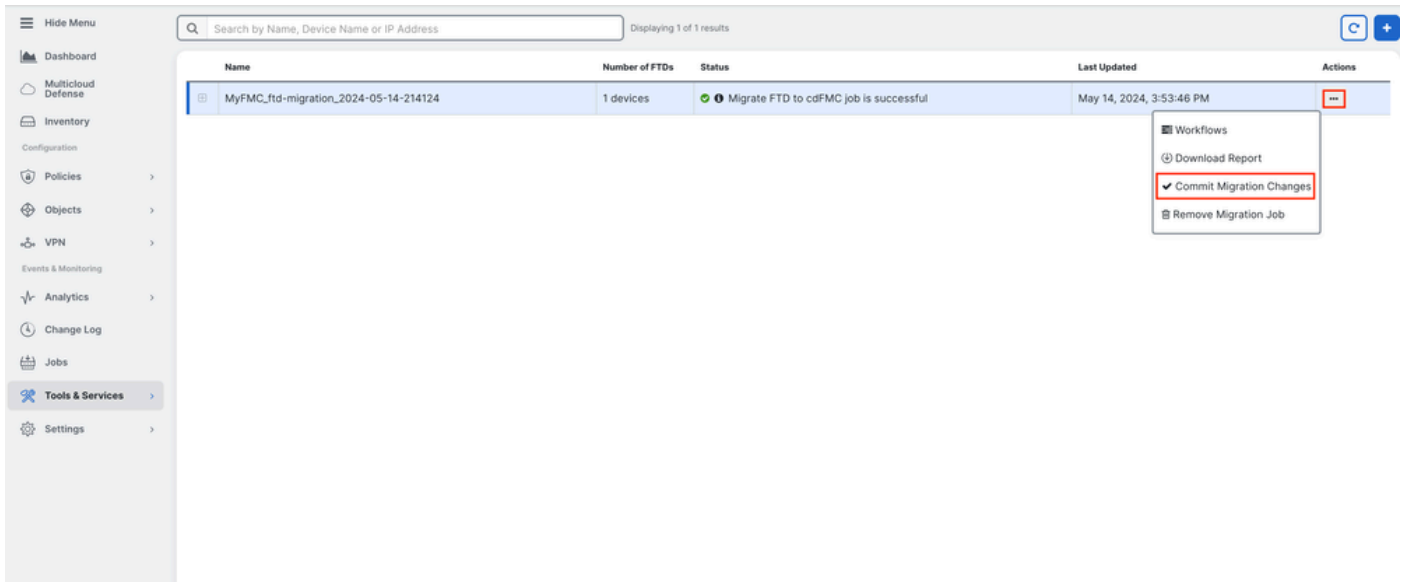 Hide Menu
Search by Name, Device Name or IP Address
Displaying 1 of 1 results
Dashboard
Multicloud
Defense
Inventory
Configuration
Policies
Objects
VPN
Events & Monitoring
Analytics
Change Log
Jobs
Tools & Services
Settings
Name
Number of FTDs
Status
Last Updated
Actions
MyFMC_ftd-migration_2024-05-14-214124
1 devices
Migrate FTD to cdFMC job is successful
May 14, 2024, 3:53:46 PM
Workflows
Download Report
Commit Migration Changes
Remove Migration Job